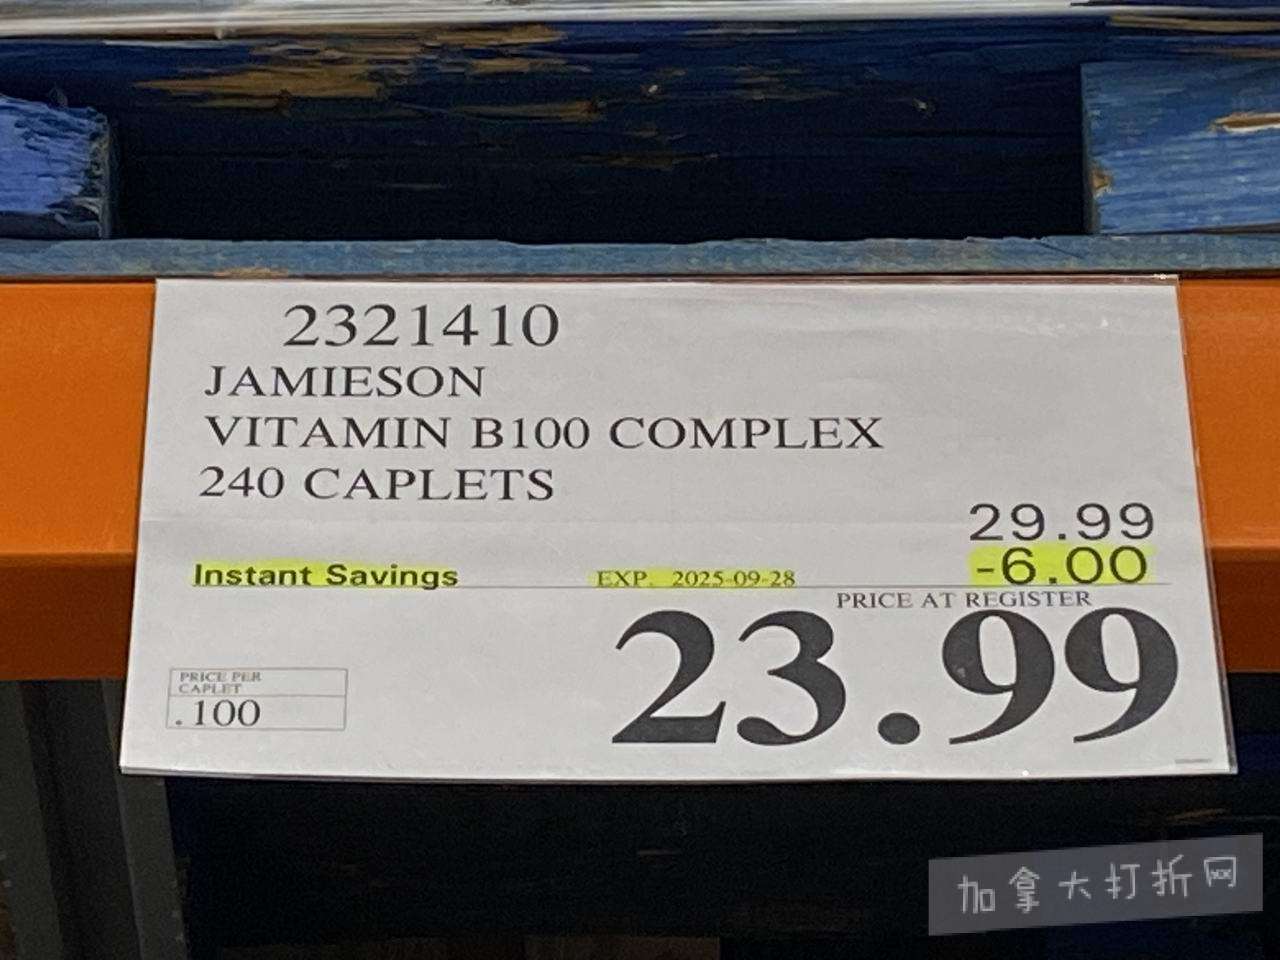 2321410
JAMIESON
VITAMIN B100 COMPLEX
240 CAPLETS
29.99
Instant Savings EXP. 2025-09-28 -6.00
PRICE AT REGISTER
23.99
PRICE PER
CAPLET
.100
加拿大打折网